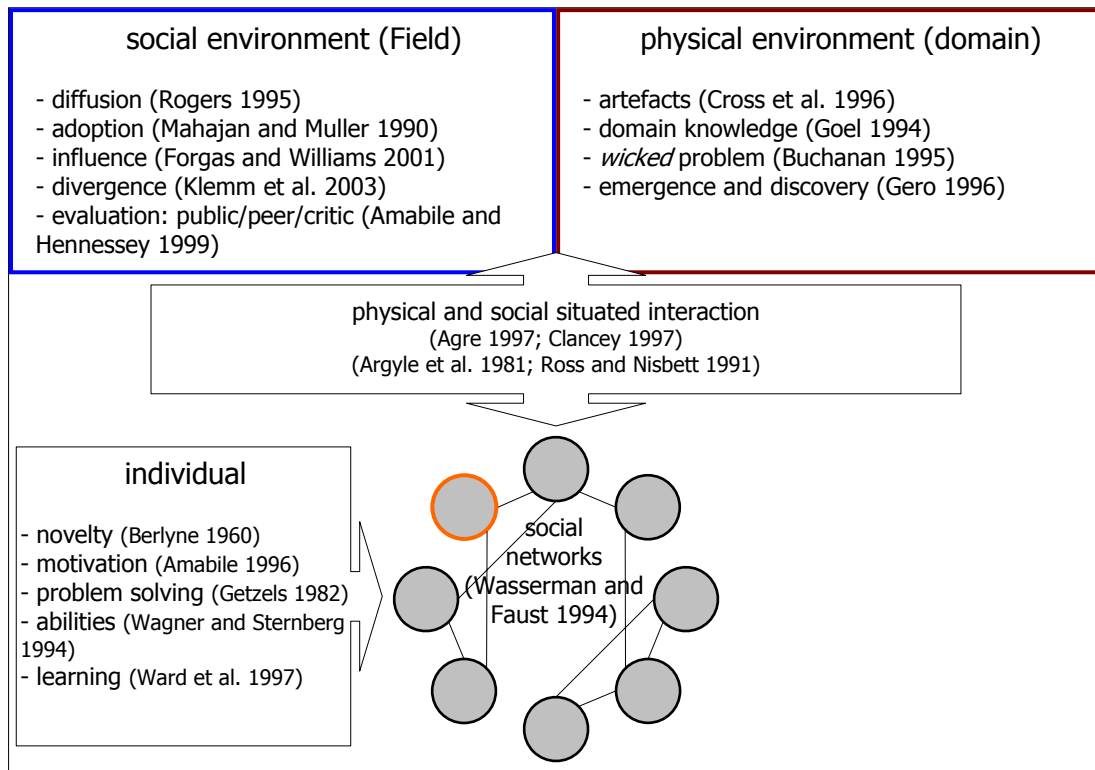 social environment (Field)
- diffusion (Rogers 1995)
- adoption (Mahajan and Muller 1990)
- influence (Forgas and Williams 2001)
- divergence (Klemm et al. 2003)
- evaluation: public/peer/critic (Amabile and
Hennessey 1999)
physical environment (domain)
- artefacts (Cross et al. 1996)
- domain knowledge (Goel 1994)
- wicked problem (Buchanan 1995)
- emergence and discovery (Gero 1996)
physical and social situated interaction
(Agre 1997; Clancey 1997)
(Argyle et al. 1981; Ross and Nisbett 1991)
individual
- novelty (Berlyne 1960)
- motivation (Amabile 1996)
- problem solving (Getzels 1982)
- abilities (Wagner and Sternberg
1994)
- learning (Ward et al. 1997)
social
networks
(Wasserman and
Faust 1994)